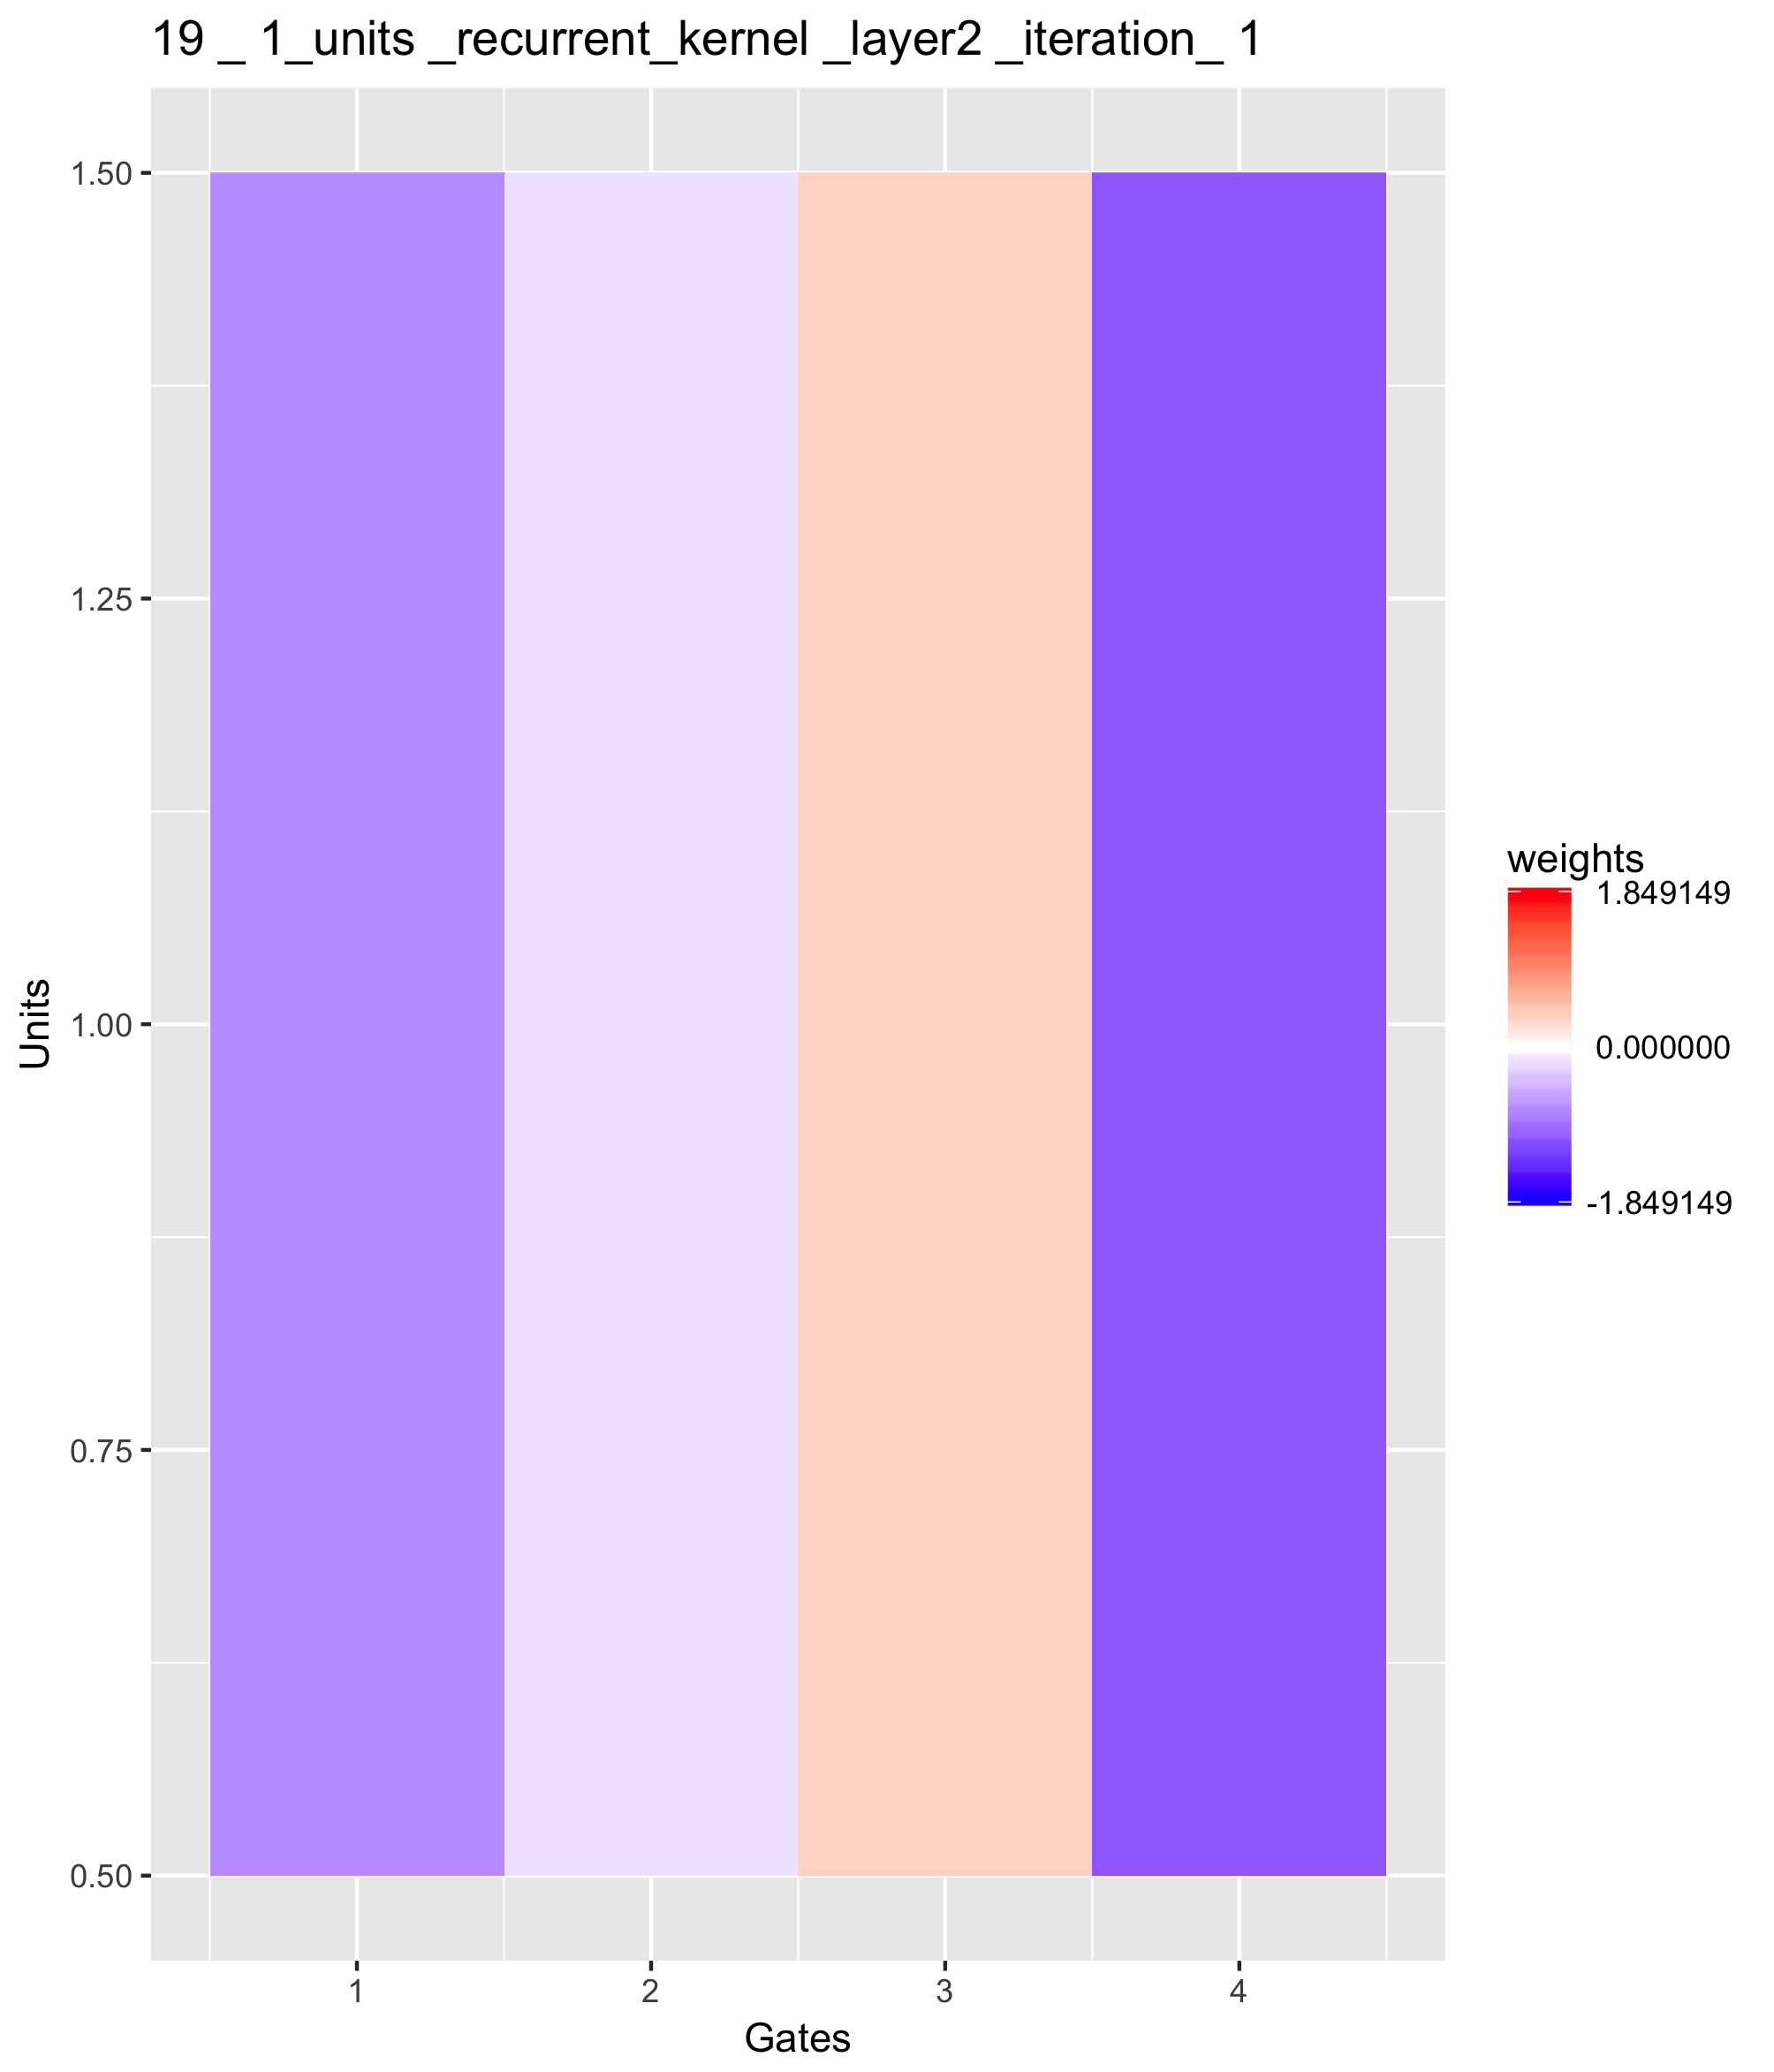 19 _ 1_units _recurrent_kernel _layer2 _iteration_ 1
1.50
1.25
1.00
0.75
0.50
Units
1 2 3 4
Gates
weights
1.849149
0.000000
-1.849149